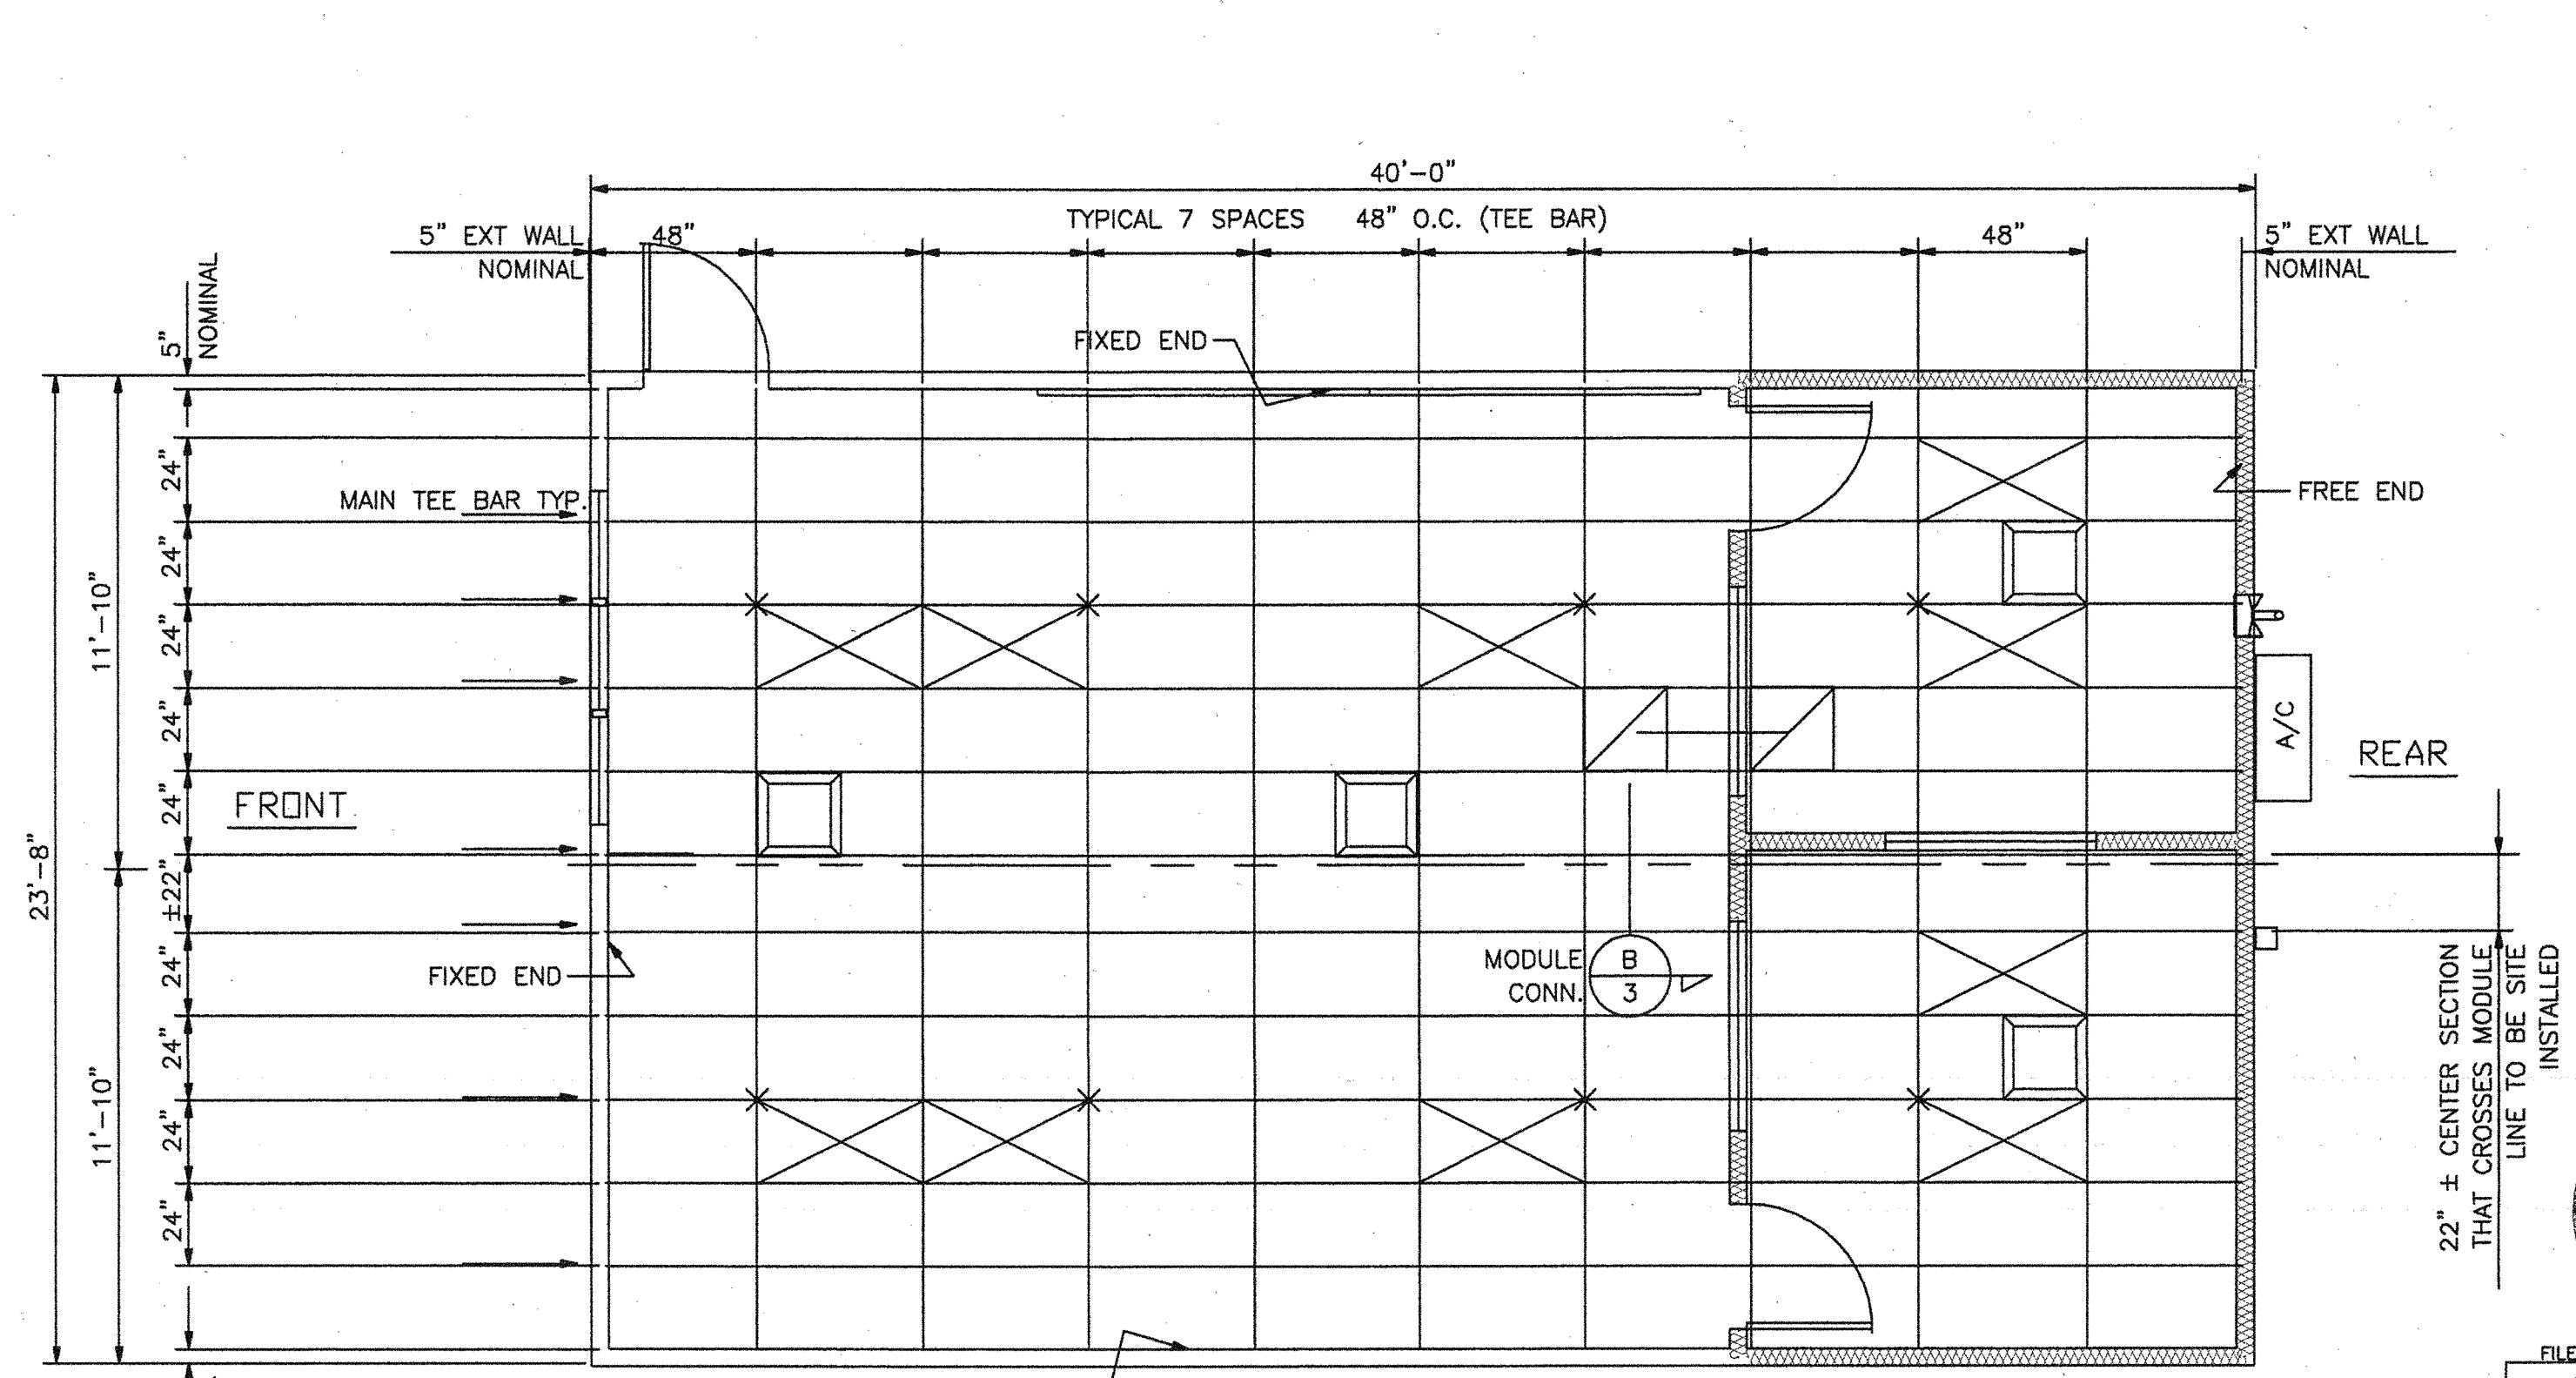 40'-0"
TYPICAL 7 SPACES 48" O.C. (TEE BAR)
5" EXT WALL
NOMINAL
48"
48"
5" EXT WALL
NOMINAL
5"
NOMINAL
FIXED END
24"
MAIN TEE BAR TYP.
FREE END
24"
11'-10"
24"
24"
A/C
REAR
24"
FRONT
23'-8"
±22"
FIXED END
MODULE
CONN.
B
3
24"
24"
11'-10"
24"
24"
22" ± CENTER SECTION
THAT CROSSES MODULE
LINE TO BE SITE
INSTALLED
FILE